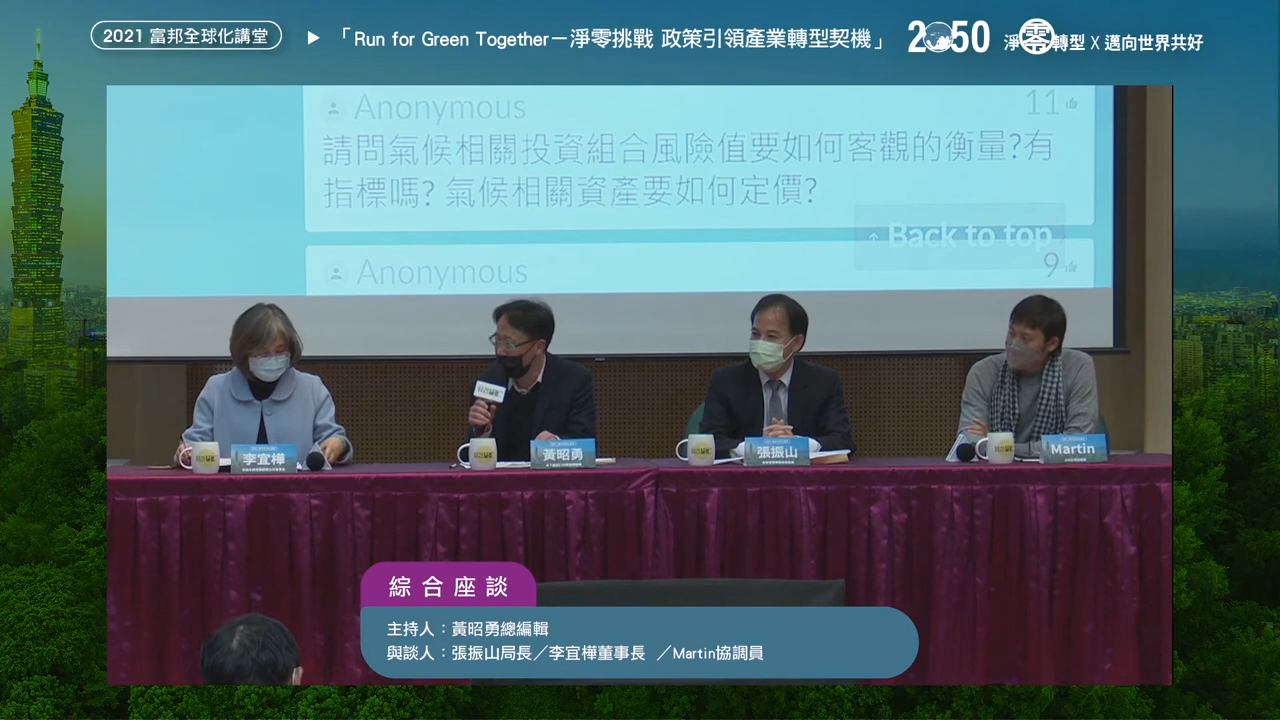 2021 富邦全球化講堂
「Run for Green Together－淨零挑戰 政策引領產業轉型契機」
2050 淨零轉型 X 邁向世界共好
Anonymous
11
請問氣候相關投資組合風險值要如何客觀的衡量?有
指標嗎? 氣候相關資產要如何定價?
↑ Back to top
Anonymous
9
李宜樺
黃昭勇
張振山
Martin
綜合座談
主持人：黃昭勇總編輯
與談人：張振山局長／李宜樺董事長 ／Martin協調員